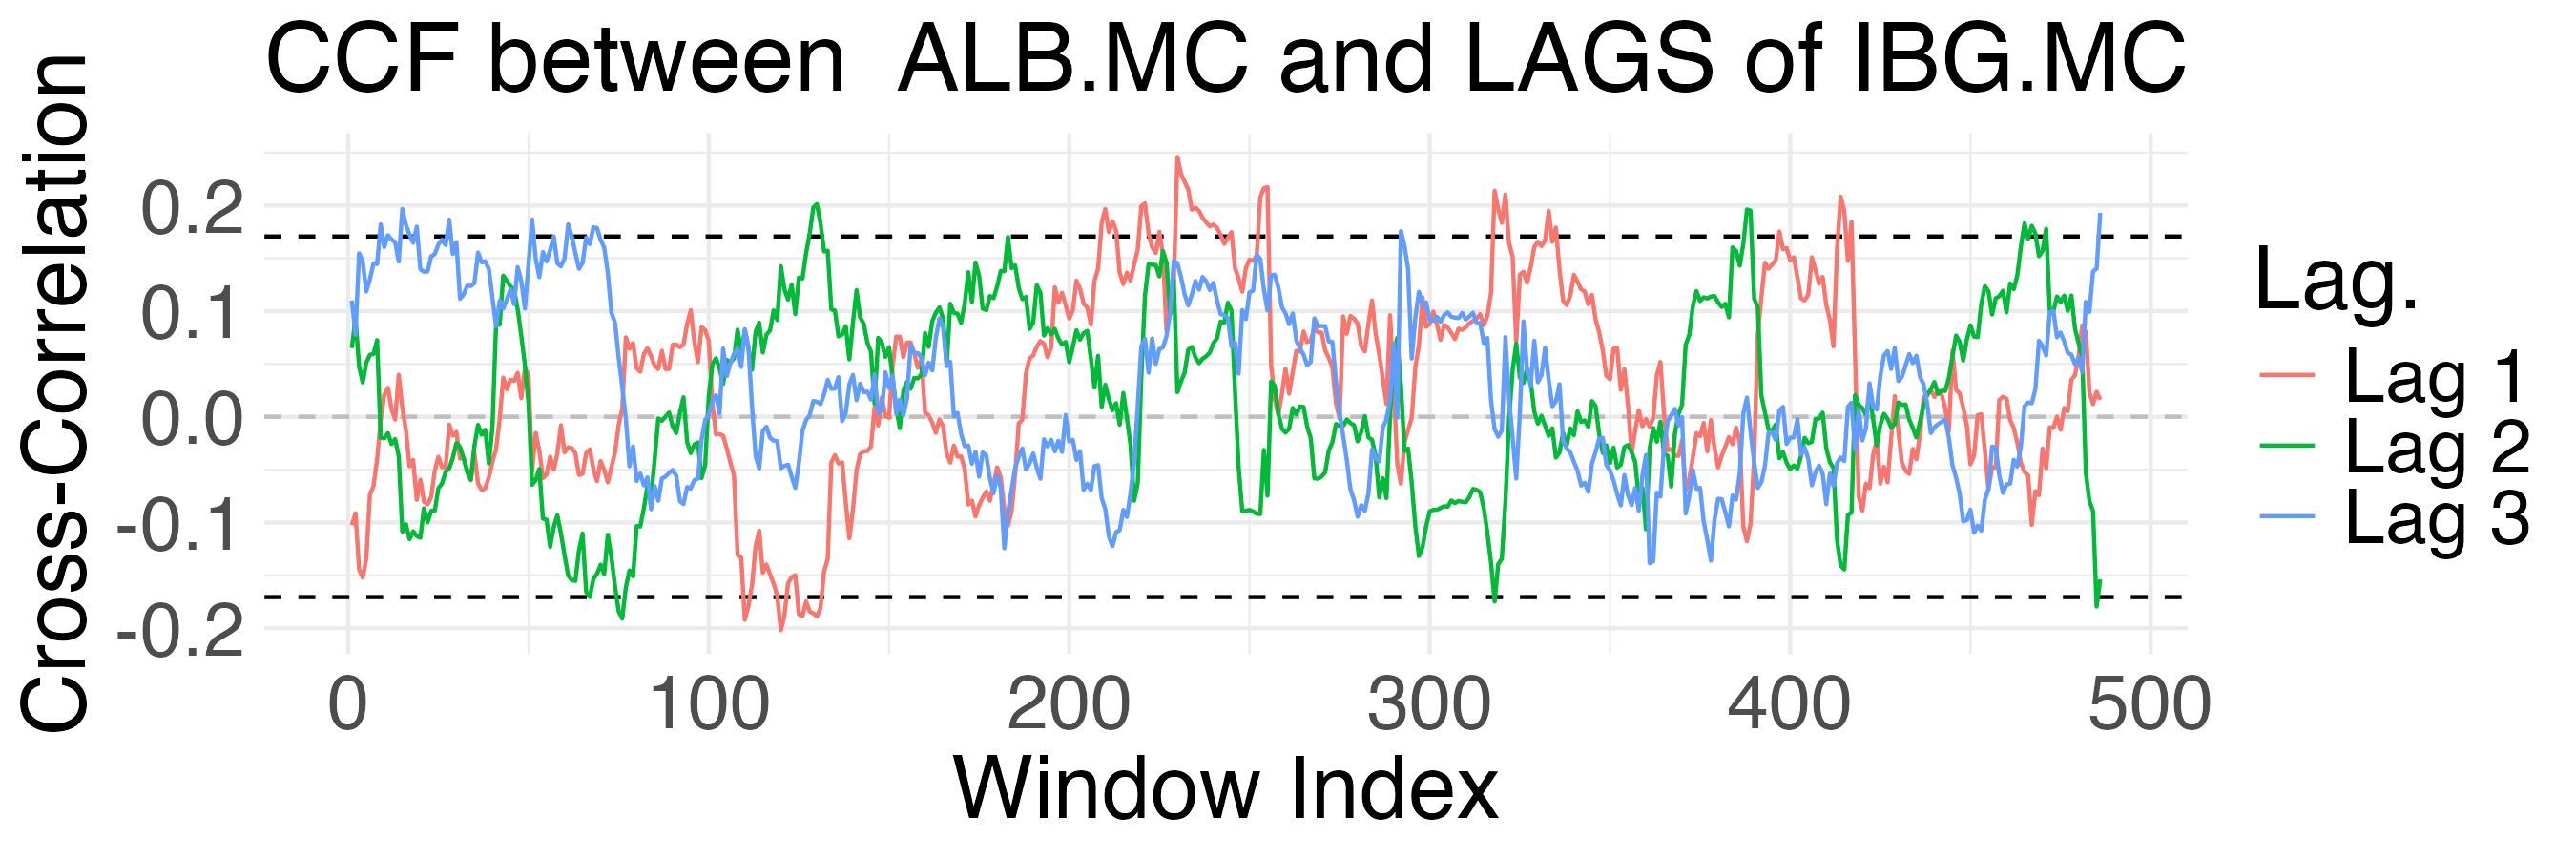 CCF between  ALB.MC and LAGS of IBG.MC
Cross-Correlation
0.2
0.1
0.0
-0.1
-0.2
0 100 200 300 400 500
Window Index
Lag.
Lag 1
Lag 2
Lag 3